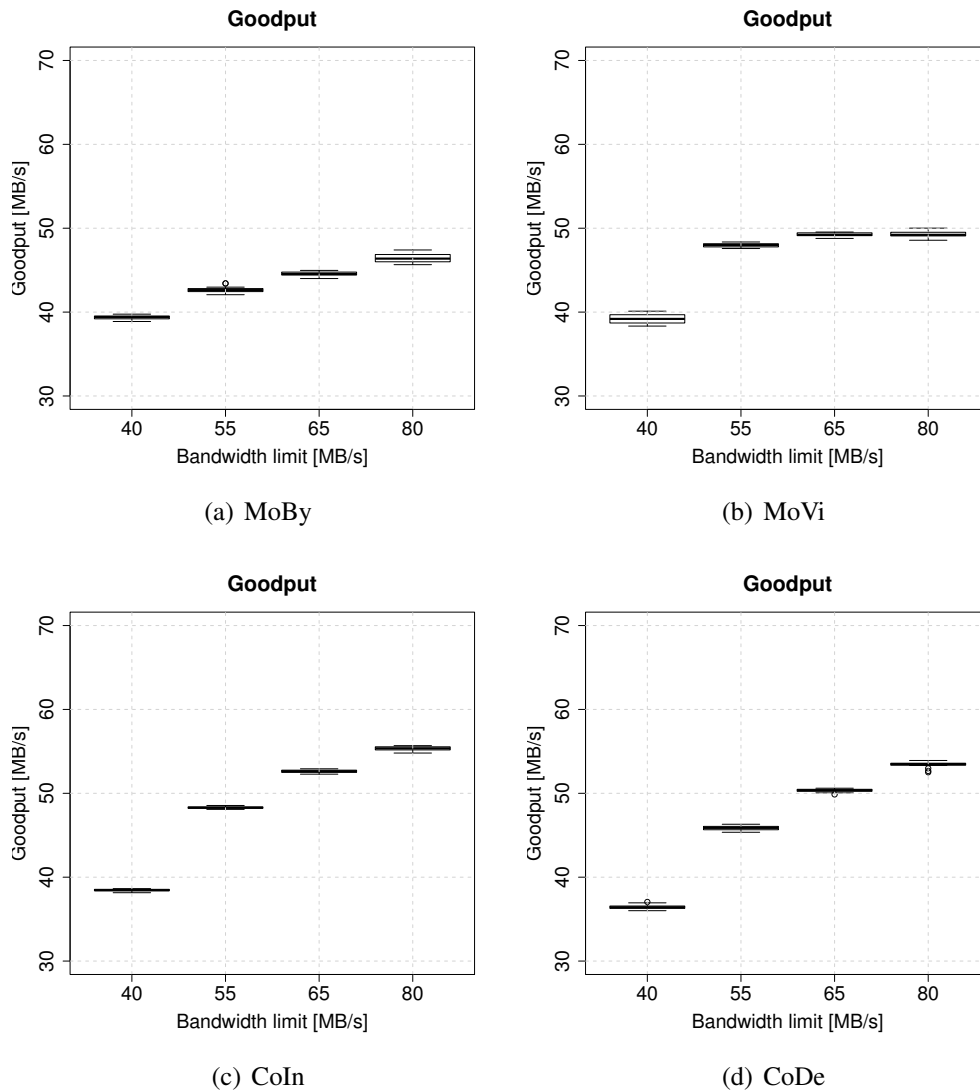 Goodput
Goodput [MB/s]
70
60
50
40
30
40 55 65 80
Bandwidth limit [MB/s]
(a) MoBy
Goodput
Goodput [MB/s]
70
60
50
40
30
40 55 65 80
Bandwidth limit [MB/s]
(b) MoVi
Goodput
Goodput [MB/s]
70
60
50
40
30
40 55 65 80
Bandwidth limit [MB/s]
(c) CoIn
Goodput
Goodput [MB/s]
70
60
50
40
30
40 55 65 80
Bandwidth limit [MB/s]
(d) CoDe